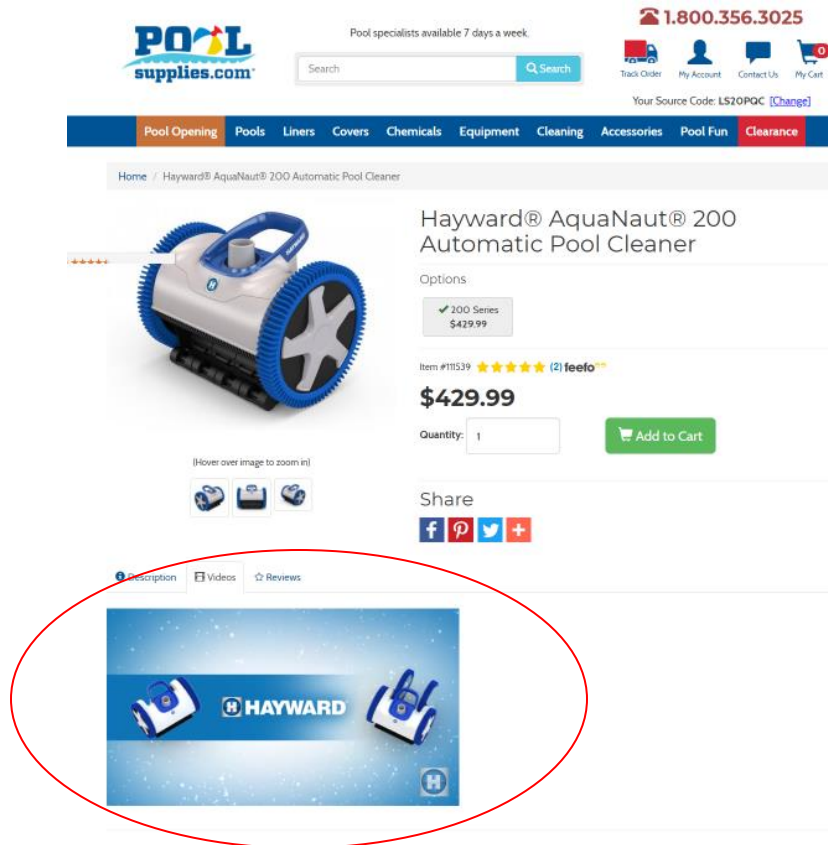 1.800.356.3025
POOL
supplies.com
Pool specialists available 7 days a week.
Search
Search
Track Order
My Account
Contact Us
0
My Cart
Your Source Code: LS20PQC [Change]
Pool Opening Pools Liners Covers Chemicals Equipment Cleaning Accessories Pool Fun Clearance
Home / Hayward® AquaNaut® 200 Automatic Pool Cleaner
HAYWARD
H
Hayward® AquaNaut® 200
Automatic Pool Cleaner
Options
200 Series
$429.99
Item #111539 (2) feefo
$429.99
Quantity: 1
Add to Cart
(Hover over image to zoom in)
Share
Description Videos Reviews
H HAYWARD
H